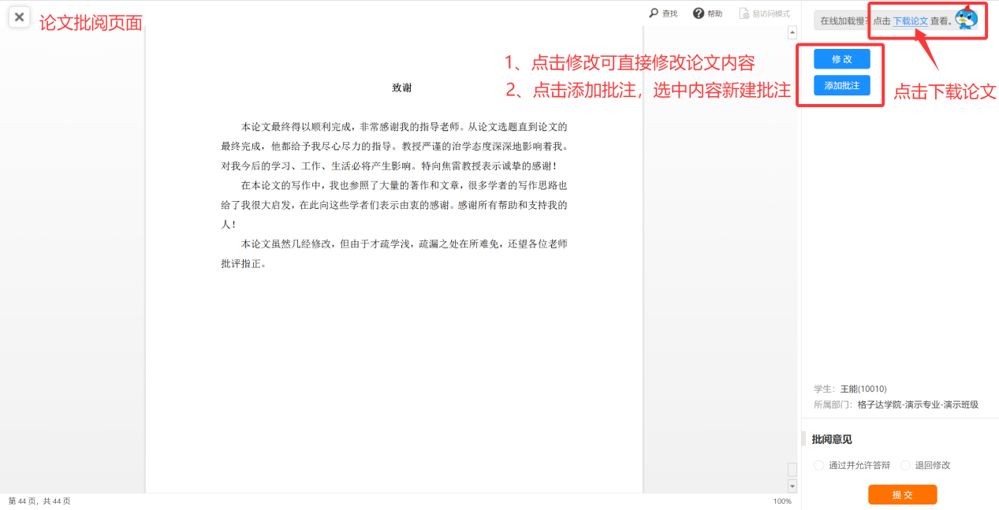 论文批阅页面
查找
帮助
易访问模式
在线加载慢？点击 下载论文 查看。
1、点击修改可直接修改论文内容
2、点击添加批注，选中内容新建批注
修 改
添加批注
点击下载论文
致谢
本论文最终得以顺利完成，非常感谢我的指导老师。从论文选题直到论文的
最终完成，他都给予我尽心尽力的指导。教授严谨的治学态度深深地影响着我。
对我今后的学习、工作、生活必将产生影响。特向焦雷教授表示诚挚的感谢！
在本论文的写作中，我也参照了大量的著作和文章，很多学者的写作思路也
给了我很大启发，在此向这些学者们表示由衷的感谢。感谢所有帮助和支持我的
人！
本论文虽然几经修改，但由于才疏学浅，疏漏之处在所难免，还望各位老师
批评指正。
学生：王能(10010)
所属部门：格子达学院-演示专业-演示班级
批阅意见
通过并允许答辩 退回修改
提 交
第 44 页，共 44 页
100%